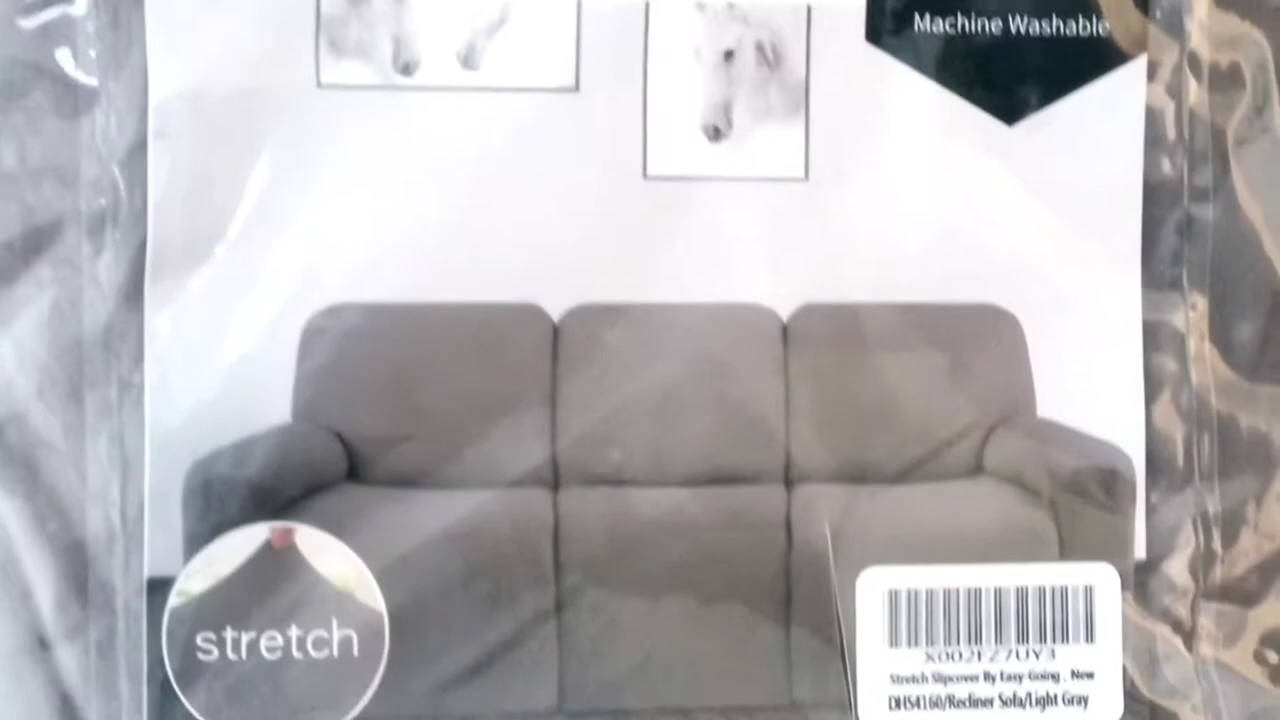 Machine Washable
stretch
X002FZ7UY3
Stretch Slipcover By Easy-Going , New
DHS4160/Recliner Sofa/Light Gray